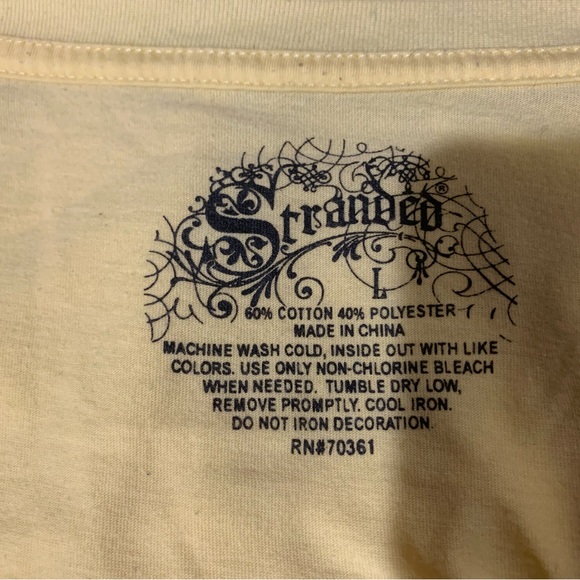 Stranded®
L
60% COTTON 40% POLYESTER
MADE IN CHINA
MACHINE WASH COLD, INSIDE OUT WITH LIKE
COLORS. USE ONLY NON-CHLORINE BLEACH
WHEN NEEDED. TUMBLE DRY LOW,
REMOVE PROMPTLY. COOL IRON.
DO NOT IRON DECORATION.
RN#70361